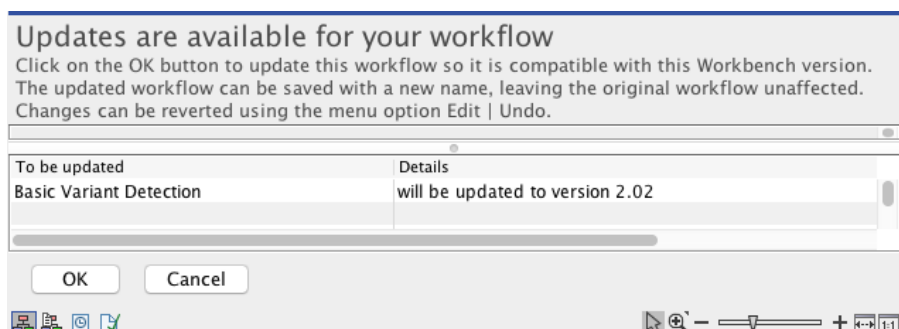 Updates are available for your workflow
Click on the OK button to update this workflow so it is compatible with this Workbench version.
The updated workflow can be saved with a new name, leaving the original workflow unaffected.
Changes can be reverted using the menu option Edit | Undo.
To be updated Details
Basic Variant Detection will be updated to version 2.02
OK Cancel
1:1